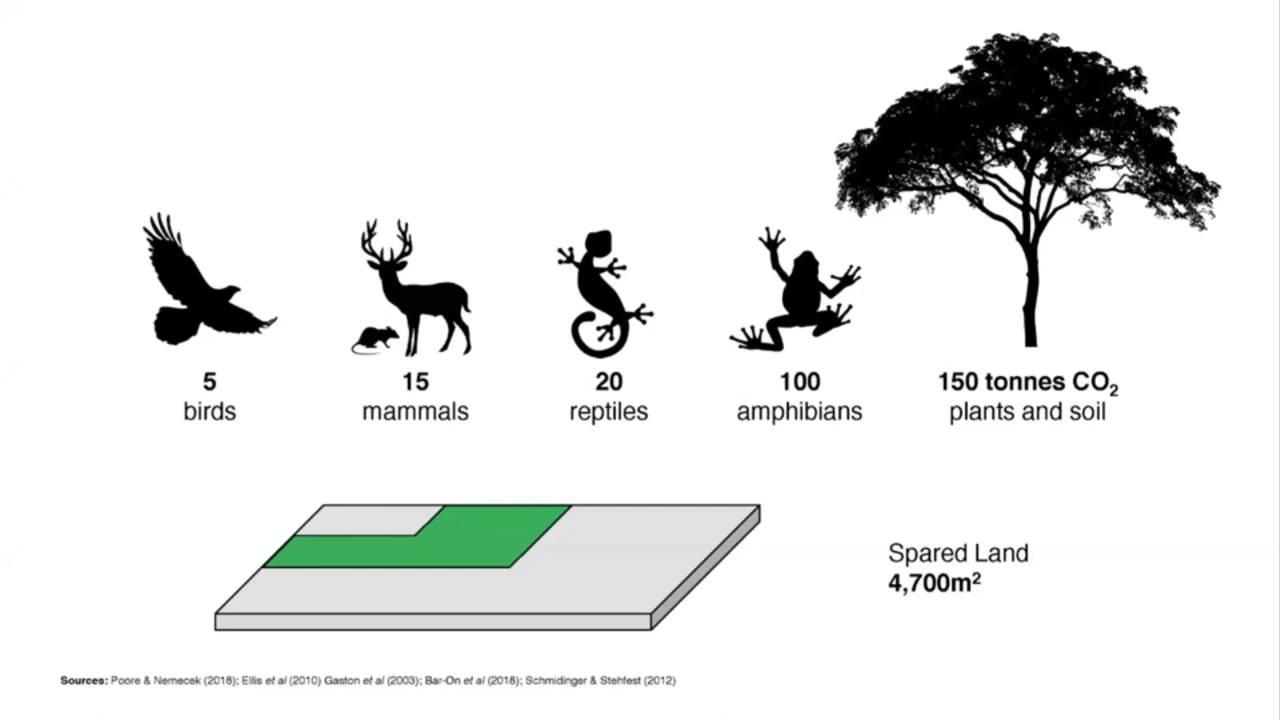 5
birds
15
mammals
20
reptiles
100
amphibians
150 tonnes CO₂
plants and soil
Spared Land
4,700m²
Sources: Poore & Nemecek (2018); Ellis et al (2010) Gaston et al (2003); Bar-On et al (2018); Schmidinger & Stehfest (2012)